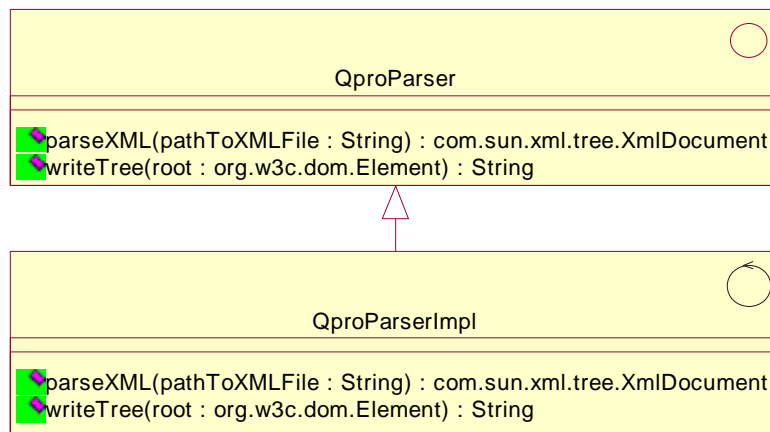 QproParser
parseXML(pathToXMLFile : String) : com.sun.xml.tree.XmlDocument
writeTree(root : org.w3c.dom.Element) : String
QproParserImpl
parseXML(pathToXMLFile : String) : com.sun.xml.tree.XmlDocument
writeTree(root : org.w3c.dom.Element) : String